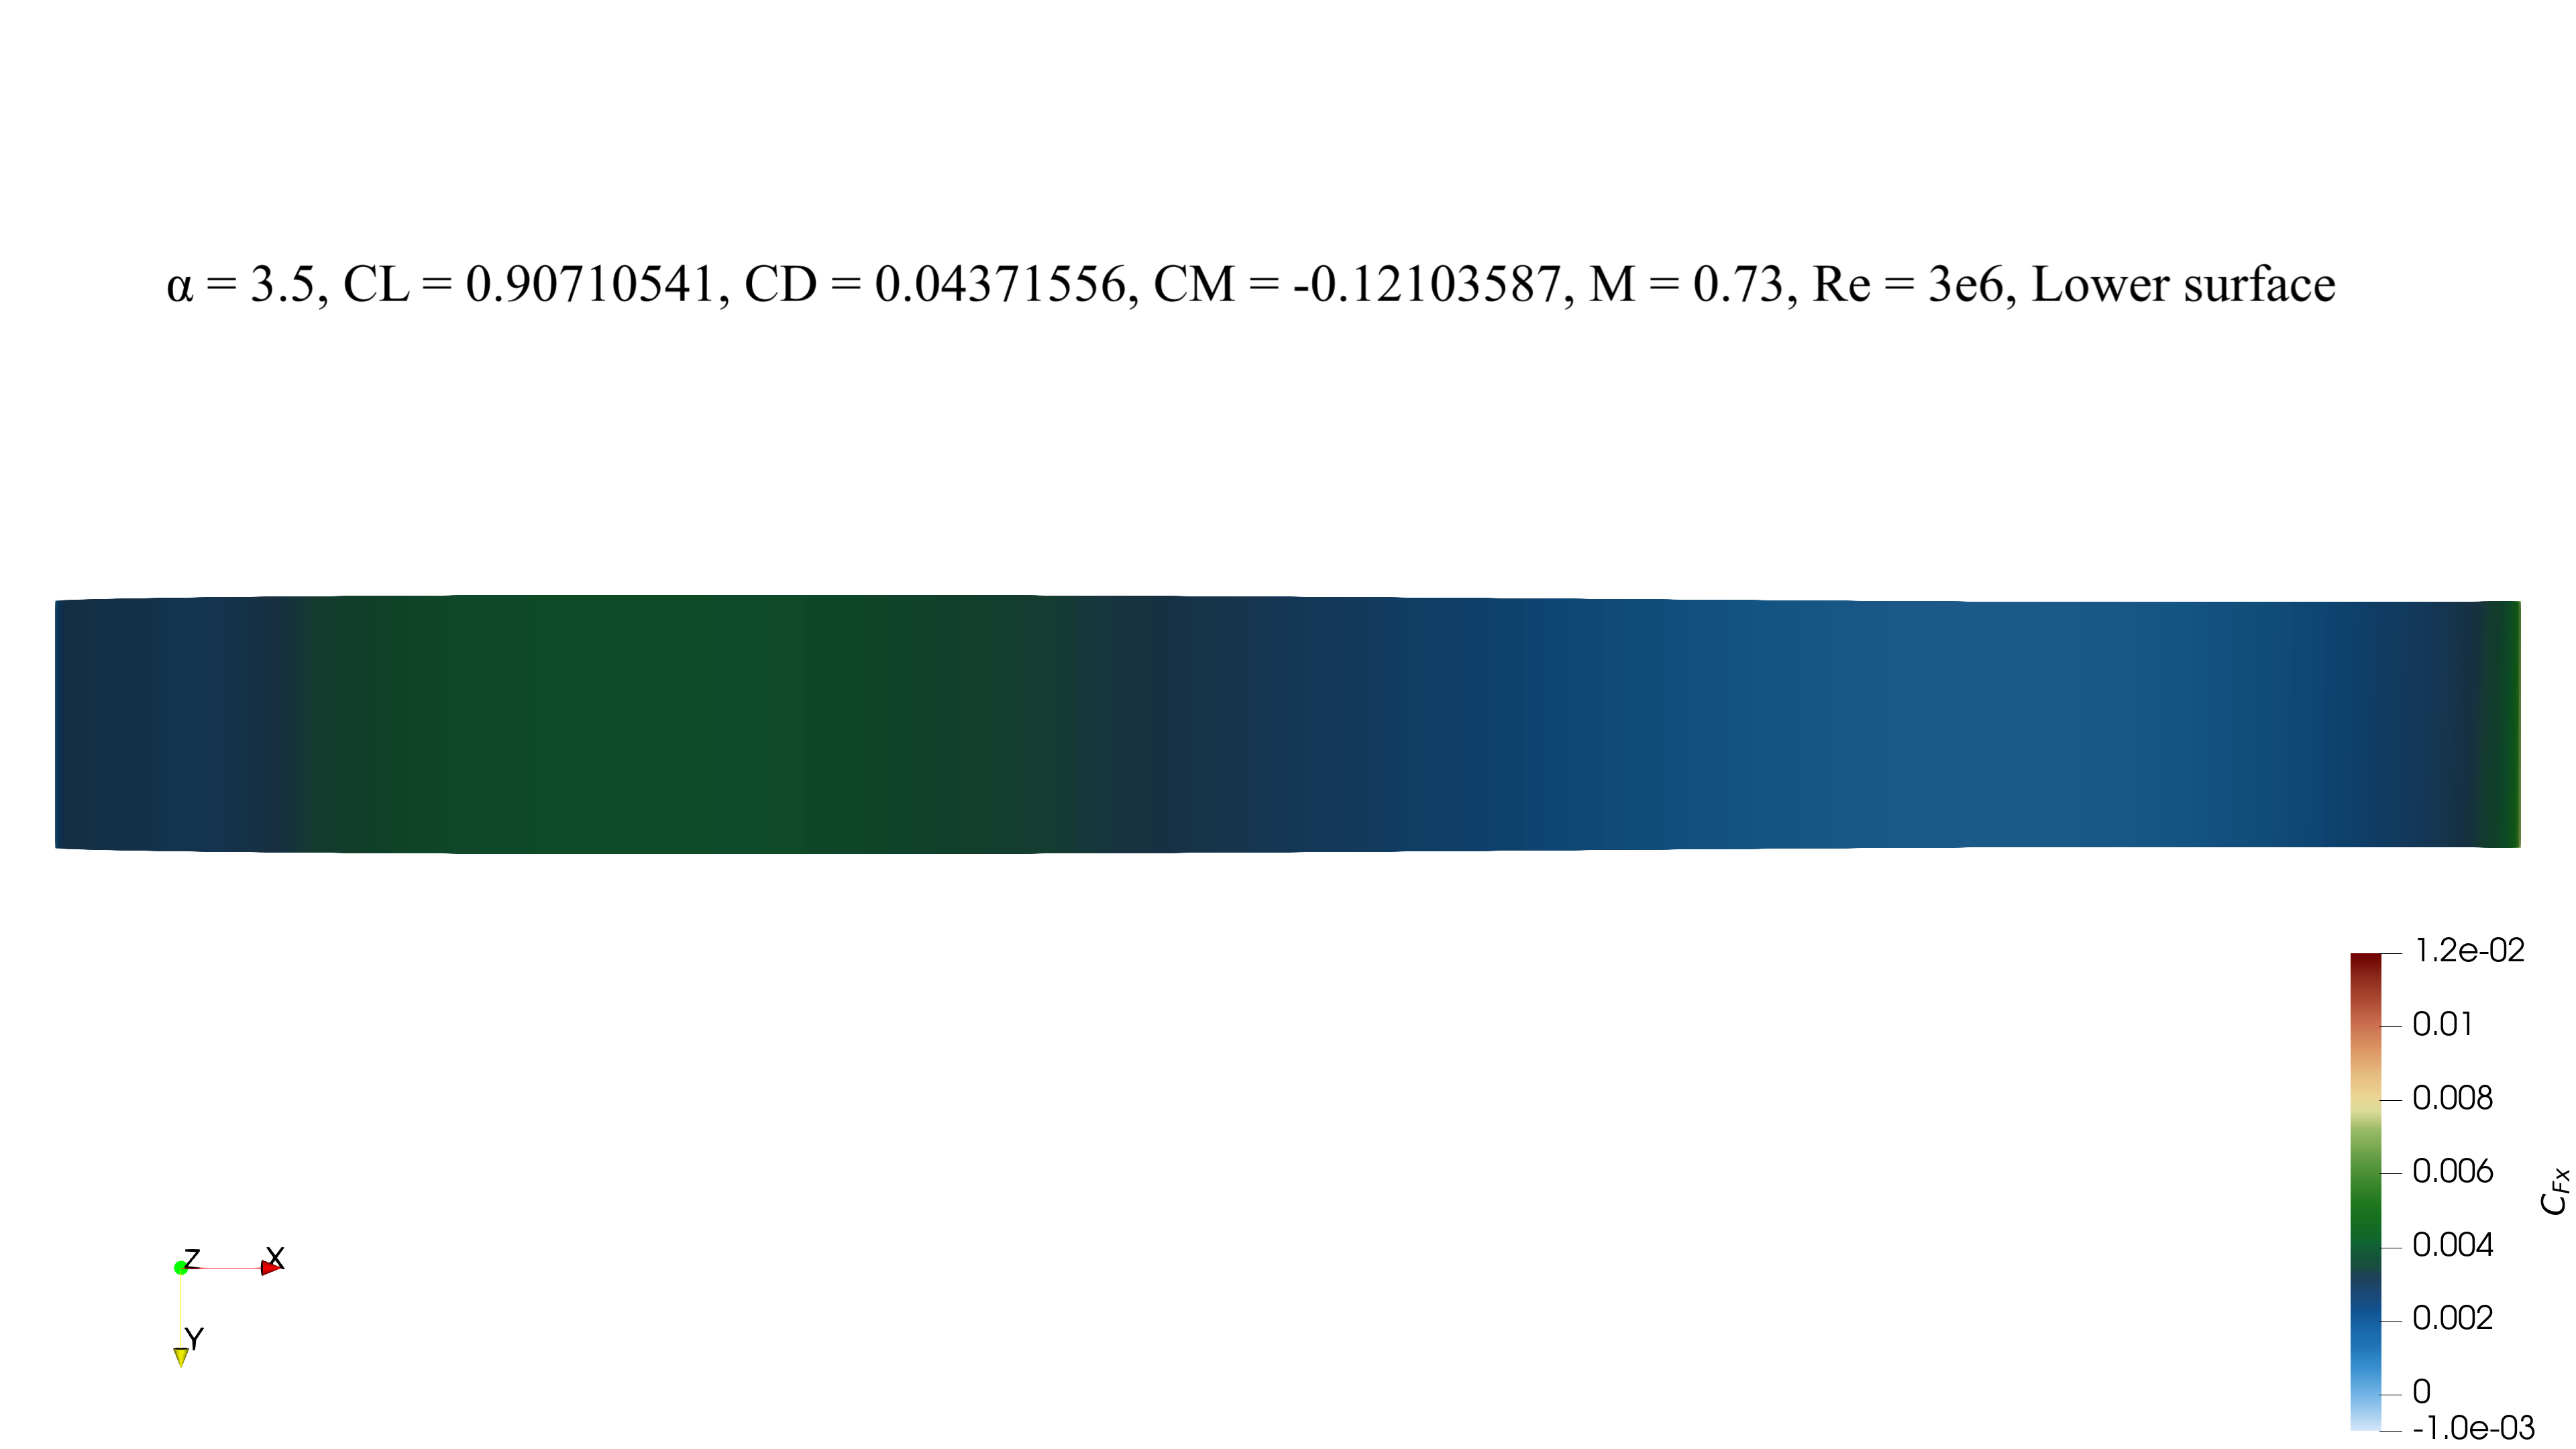 α = 3.5, CL = 0.90710541, CD = 0.04371556, CM = -0.12103587, M = 0.73, Re = 3e6, Lower surface
1.2e-02
0.01
0.008
0.006
0.004
0.002
0
-1.0e-03
C_Fx
Z
X
Y